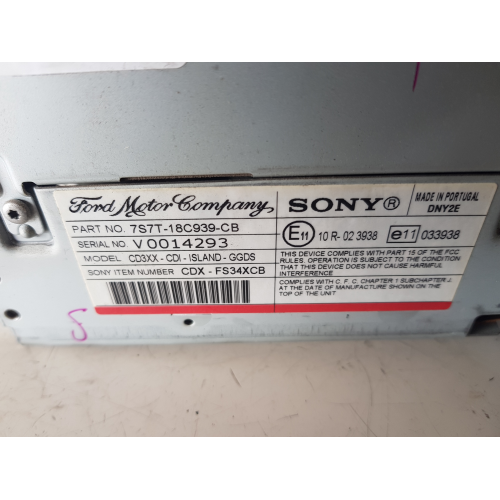 Ford Motor Company
PART NO. 7S7T-18C939-CB
SERIAL NO. V0014293
MODEL CD3XX - CDI - ISLAND - GGDS
SONY ITEM NUMBER CDX - FS34XCB
SONY®
MADE IN PORTUGAL
DNY2E
E11 10 R- 02 3938 e11 033938
THIS DEVICE COMPLIES WITH PART 15 OF THE FCC
RULES. OPERATION IS SUBJECT TO THE CONDITION
THAT THIS DEVICE DOES NOT CAUSE HARMFUL INTERFERENCE
COMPLIES WITH C. F. C. CHAPTER 1 SUBCHAPTER J
AT THE DATE OF MANUFACTURE SHOWN ON THE
TOP OF THE UNIT
S